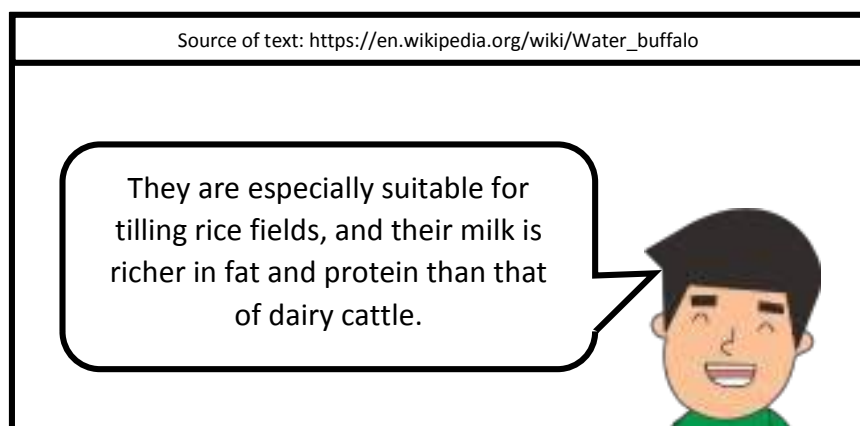 Source of text: https://en.wikipedia.org/wiki/Water_buffalo
They are especially suitable for
tilling rice fields, and their milk is
richer in fat and protein than that
of dairy cattle.